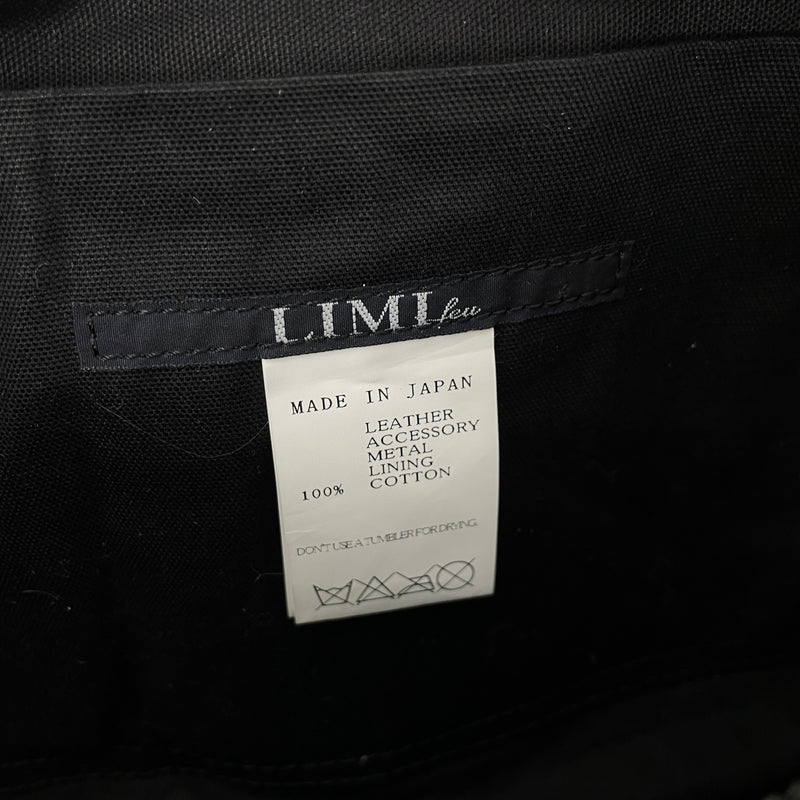 LIMI feu
MADE IN JAPAN
LEATHER
ACCESSORY
METAL
LINING
100% COTTON
DON'T USE A TUMBLER FOR DRYING.